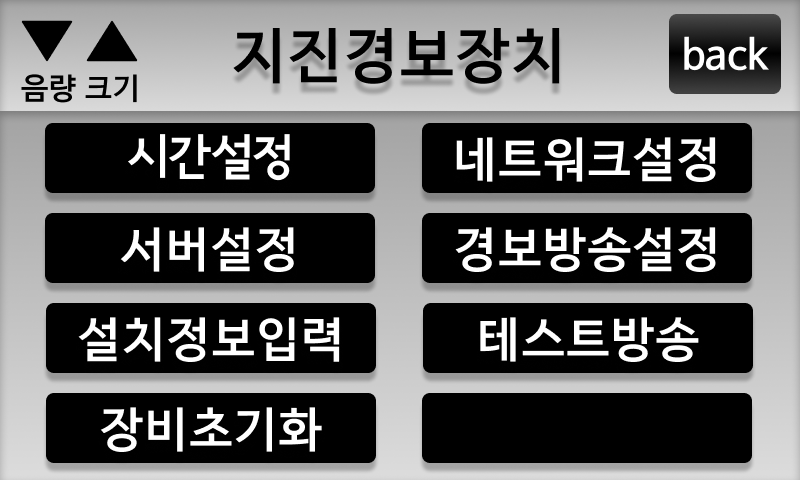 지진경보장치
back
음량 크기
시간설정
네트워크설정
서버설정
경보방송설정
설치정보입력
테스트방송
장비초기화